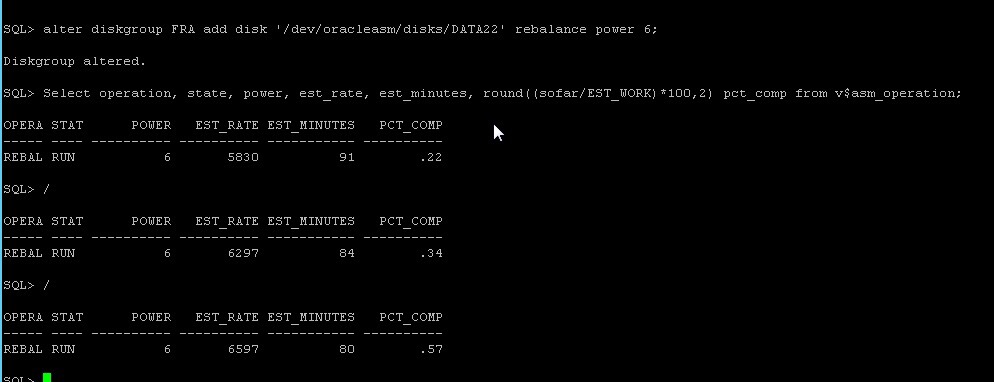 SQL> alter diskgroup FRA add disk '/dev/oracleasm/disks/DATA22' rebalance power 6;
Diskgroup altered.
SQL> Select operation, state, power, est_rate, est_minutes, round((sofar/EST_WORK)*100,2) pct_comp from v$asm_operation;
OPERA STAT      POWER   EST_RATE EST_MINUTES   PCT_COMP
----- ---- ---------- ---------- ----------- ----------
REBAL RUN           6       5830          91        .22
SQL> /
OPERA STAT      POWER   EST_RATE EST_MINUTES   PCT_COMP
----- ---- ---------- ---------- ----------- ----------
REBAL RUN           6       6297          84        .34
SQL> /
OPERA STAT      POWER   EST_RATE EST_MINUTES   PCT_COMP
----- ---- ---------- ---------- ----------- ----------
REBAL RUN           6       6597          80        .57
SQL>